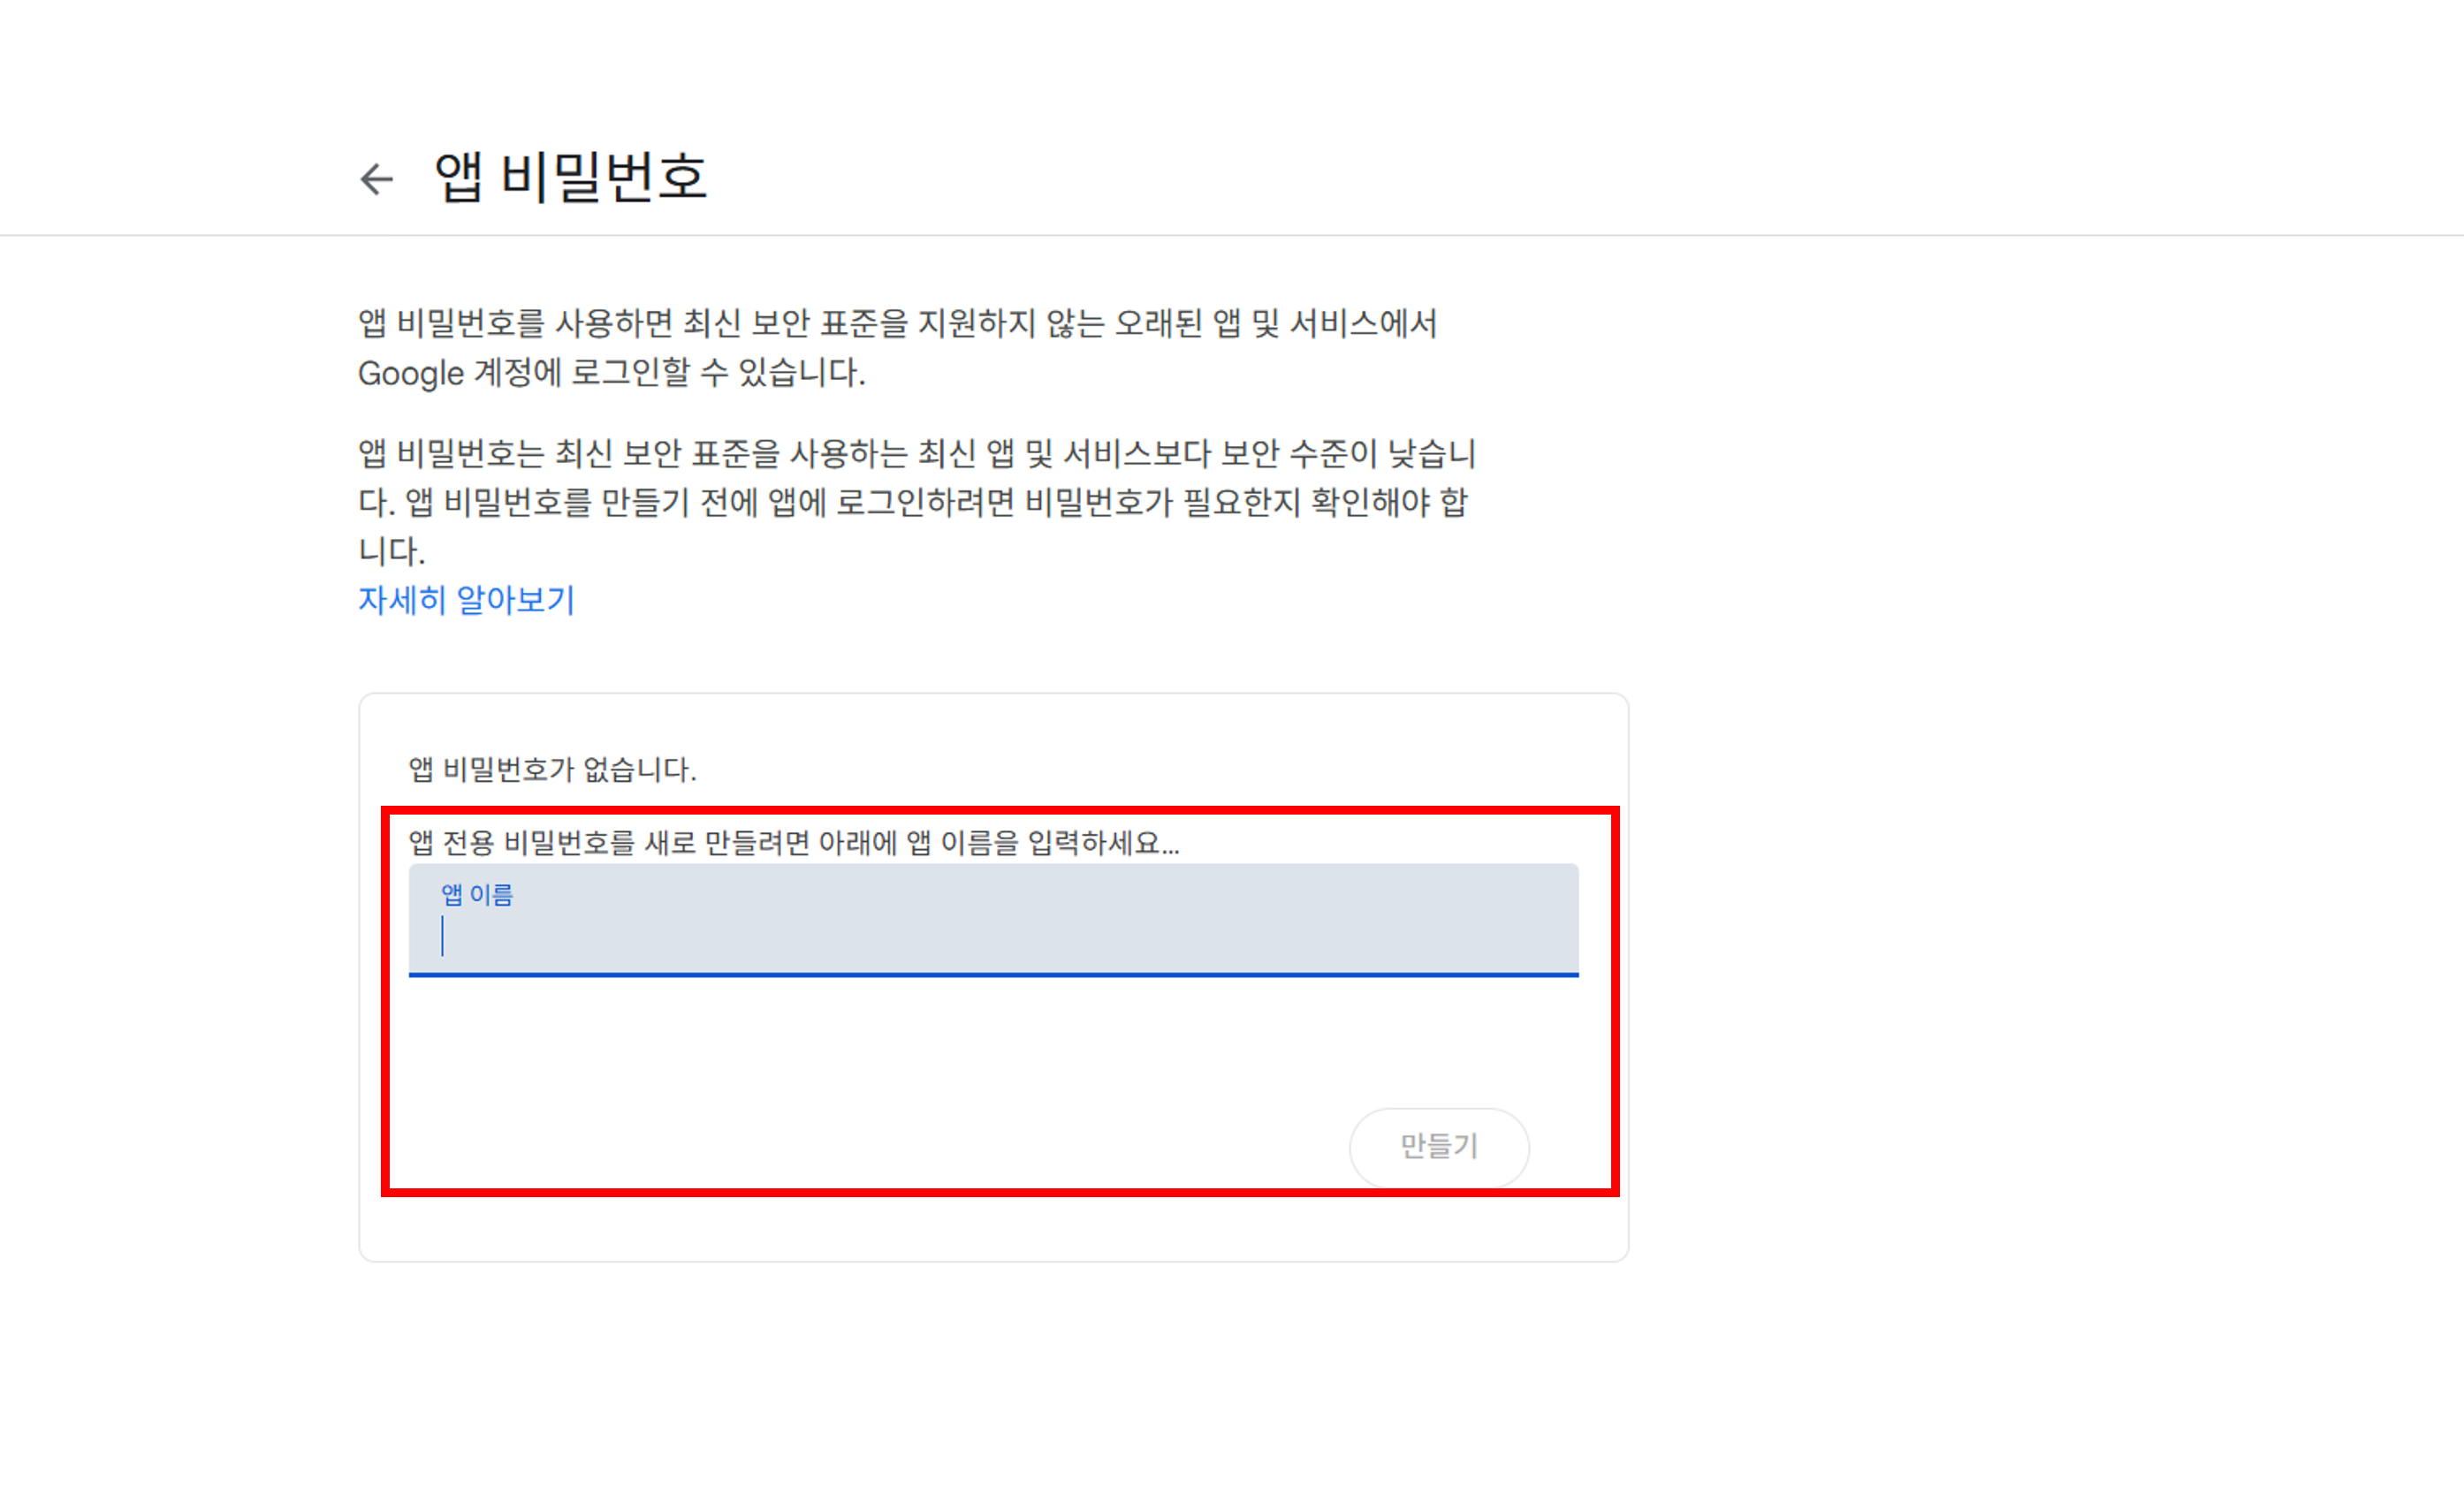 앱 비밀번호
앱 비밀번호를 사용하면 최신 보안 표준을 지원하지 않는 오래된 앱 및 서비스에서
Google 계정에 로그인할 수 있습니다.
앱 비밀번호는 최신 보안 표준을 사용하는 최신 앱 및 서비스보다 보안 수준이 낮습니
다. 앱 비밀번호를 만들기 전에 앱에 로그인하려면 비밀번호가 필요한지 확인해야 합
니다.
자세히 알아보기
앱 비밀번호가 없습니다.
앱 전용 비밀번호를 새로 만들려면 아래에 앱 이름을 입력하세요...
앱 이름
만들기